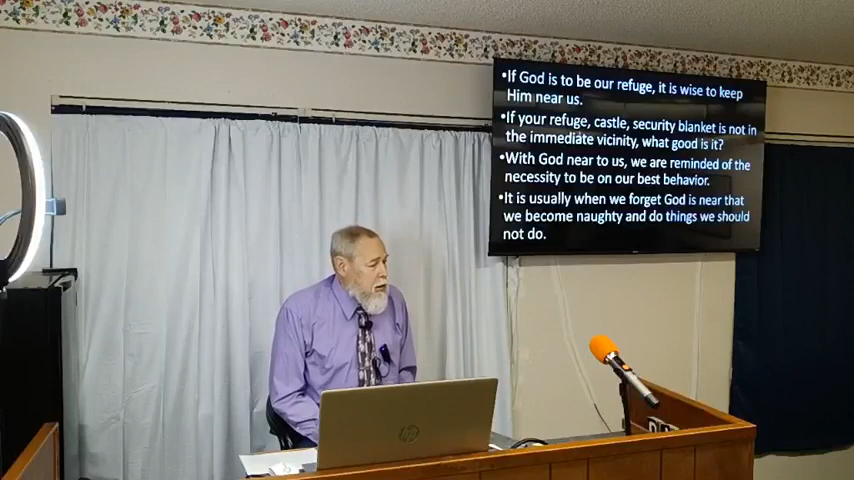 •If God is to be our refuge, it is wise to keep
Him near us.
•If your refuge, castle, security blanket is not in
the immediate vicinity, what good is it?
•With God near to us, we are reminded of the
necessity to be on our best behavior.
•It is usually when we forget God is near that
we become naughty and do things we should
not do.
hp